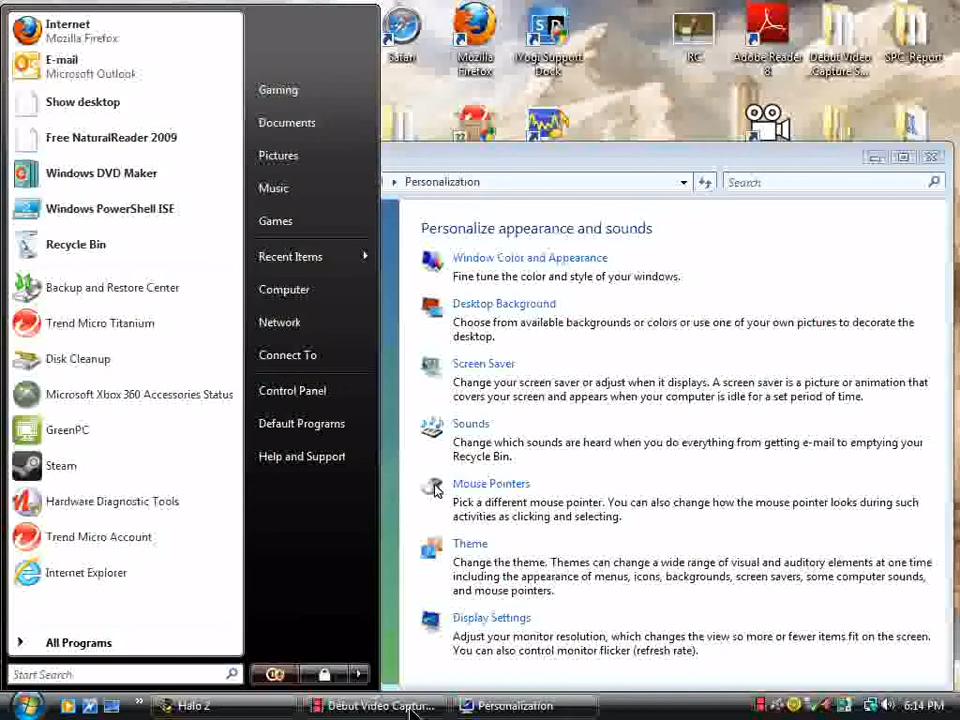 Internet
Mozilla Firefox
E-mail
Microsoft Outlook
Show desktop
Free NaturalReader 2009
Windows DVD Maker
Windows PowerShell ISE
Recycle Bin
Backup and Restore Center
Trend Micro Titanium
Disk Cleanup
Microsoft Xbox 360 Accessories Status
GreenPC
Steam
Hardware Diagnostic Tools
Trend Micro Account
Internet Explorer
All Programs
Start Search
Gaming
Documents
Pictures
Music
Games
Recent Items
Computer
Network
Connect To
Control Panel
Default Programs
Help and Support
Safari
Mozilla
Firefox
iYogi Support
Dock
RC
Adobe Reader
8
Debut Video
Capture S...
SPC_Report
Personalization
Search
Personalize appearance and sounds
Window Color and Appearance
Fine tune the color and style of your windows.
Desktop Background
Choose from available backgrounds or colors or use one of your own pictures to decorate the
desktop.
Screen Saver
Change your screen saver or adjust when it displays. A screen saver is a picture or animation that
covers your screen and appears when your computer is idle for a set period of time.
Sounds
Change which sounds are heard when you do everything from getting e-mail to emptying your
Recycle Bin.
Mouse Pointers
Pick a different mouse pointer. You can also change how the mouse pointer looks during such
activities as clicking and selecting.
Theme
Change the theme. Themes can change a wide range of visual and auditory elements at one time
including the appearance of menus, icons, backgrounds, screen savers, some computer sounds,
and mouse pointers.
Display Settings
Adjust your monitor resolution, which changes the view so more or fewer items fit on the screen.
You can also control monitor flicker (refresh rate).
Halo 2
Debut Video Captur...
Personalization
6:14 PM